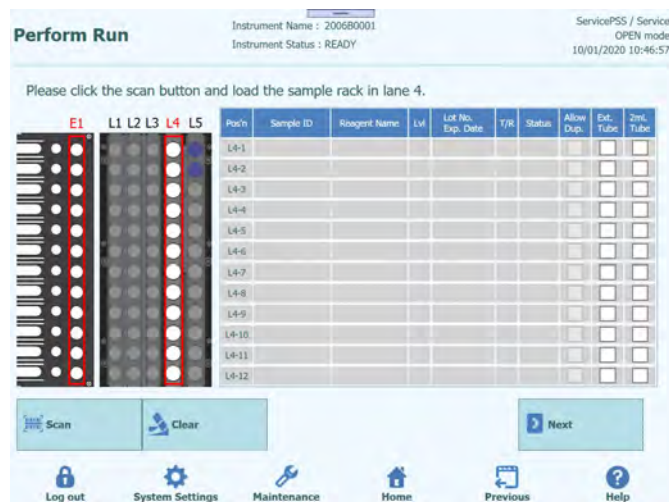 Perform Run
Instrument Name : 2006B0001
Instrument Status : READY
ServicePSS / Service
OPEN mode
10/01/2020 10:46:57
Please click the scan button and load the sample rack in lane 4.
E1 L1 L2 L3 L4 L5
Pos'n Sample ID Reagent Name Lvl Lot No. Exp. Date T/R Status Allow Dup. Ext. Tube 2mL Tube
L4-1
L4-2
L4-3
L4-4
L4-5
L4-6
L4-7
L4-8
L4-9
L4-10
L4-11
L4-12
Scan Clear Next
Log out System Settings Maintenance Home Previous Help